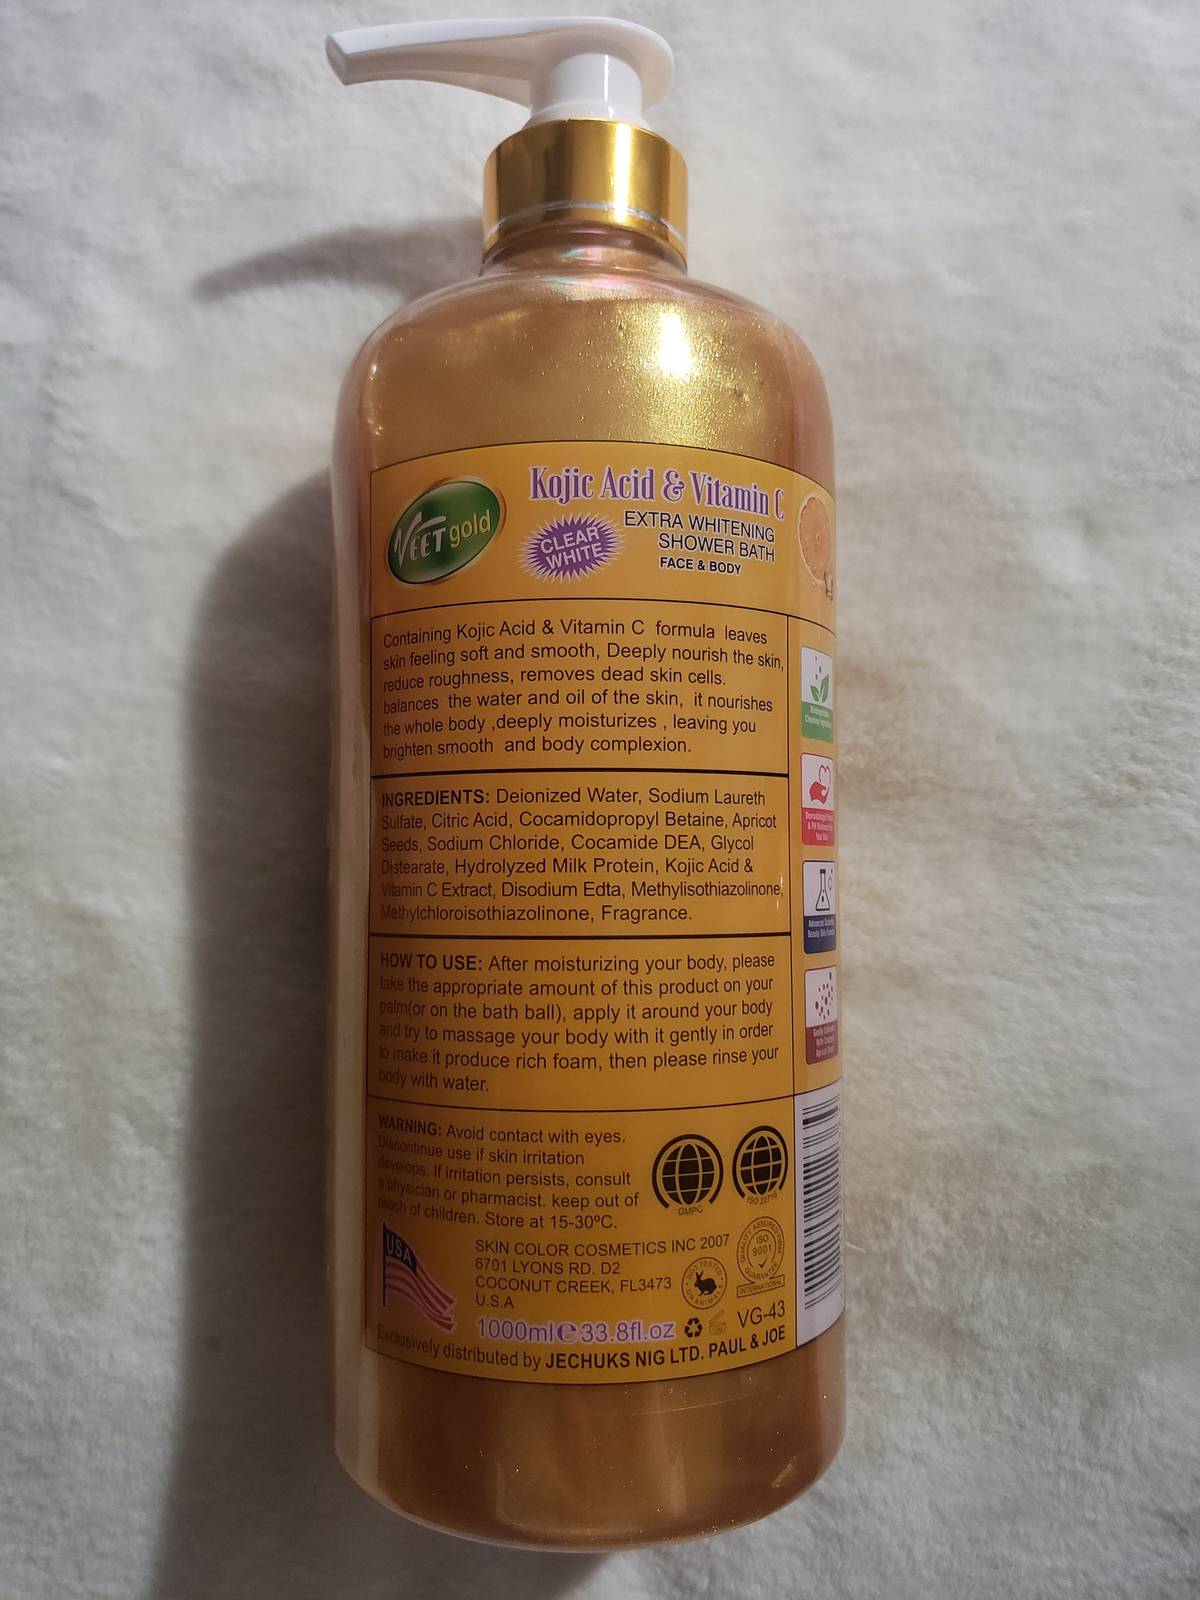 VEET gold
Kojic Acid & Vitamin C
CLEAR
WHITE
EXTRA WHITENING
SHOWER BATH
FACE & BODY
Containing Kojic Acid & Vitamin C formula leaves
skin feeling soft and smooth, Deeply nourish the skin,
reduce roughness, removes dead skin cells.
balances the water and oil of the skin, it nourishes
the whole body ,deeply moisturizes , leaving you
brighten smooth and body complexion.
INGREDIENTS: Deionized Water, Sodium Laureth
Sulfate, Citric Acid, Cocamidopropyl Betaine, Apricot
Seeds, Sodium Chloride, Cocamide DEA, Glycol
Distearate, Hydrolyzed Milk Protein, Kojic Acid &
Vitamin C Extract, Disodium Edta, Methylisothiazolinone,
Methylchloroisothiazolinone, Fragrance.
HOW TO USE: After moisturizing your body, please
take the appropriate amount of this product on your
palm(or on the bath ball), apply it around your body
and try to massage your body with it gently in order
to make it produce rich foam, then please rinse your
body with water.
WARNING: Avoid contact with eyes.
Discontinue use if skin irritation
develops. If irritation persists, consult
a physician or pharmacist. keep out of
reach of children. Store at 15-30ºC.
GMPC
ISO 22716
USA
SKIN COLOR COSMETICS INC 2007
6701 LYONS RD. D2
COCONUT CREEK, FL3473
U.S.A
NOT TESTED
ON ANIMALS
QUALITY ASSURED FIRM
ISO
9001
GUARANTEE
INTERNATIONAL
1000ml e 33.8fl.oz
VG-43
Exclusively distributed by JECHUKS NIG LTD. PAUL & JOE